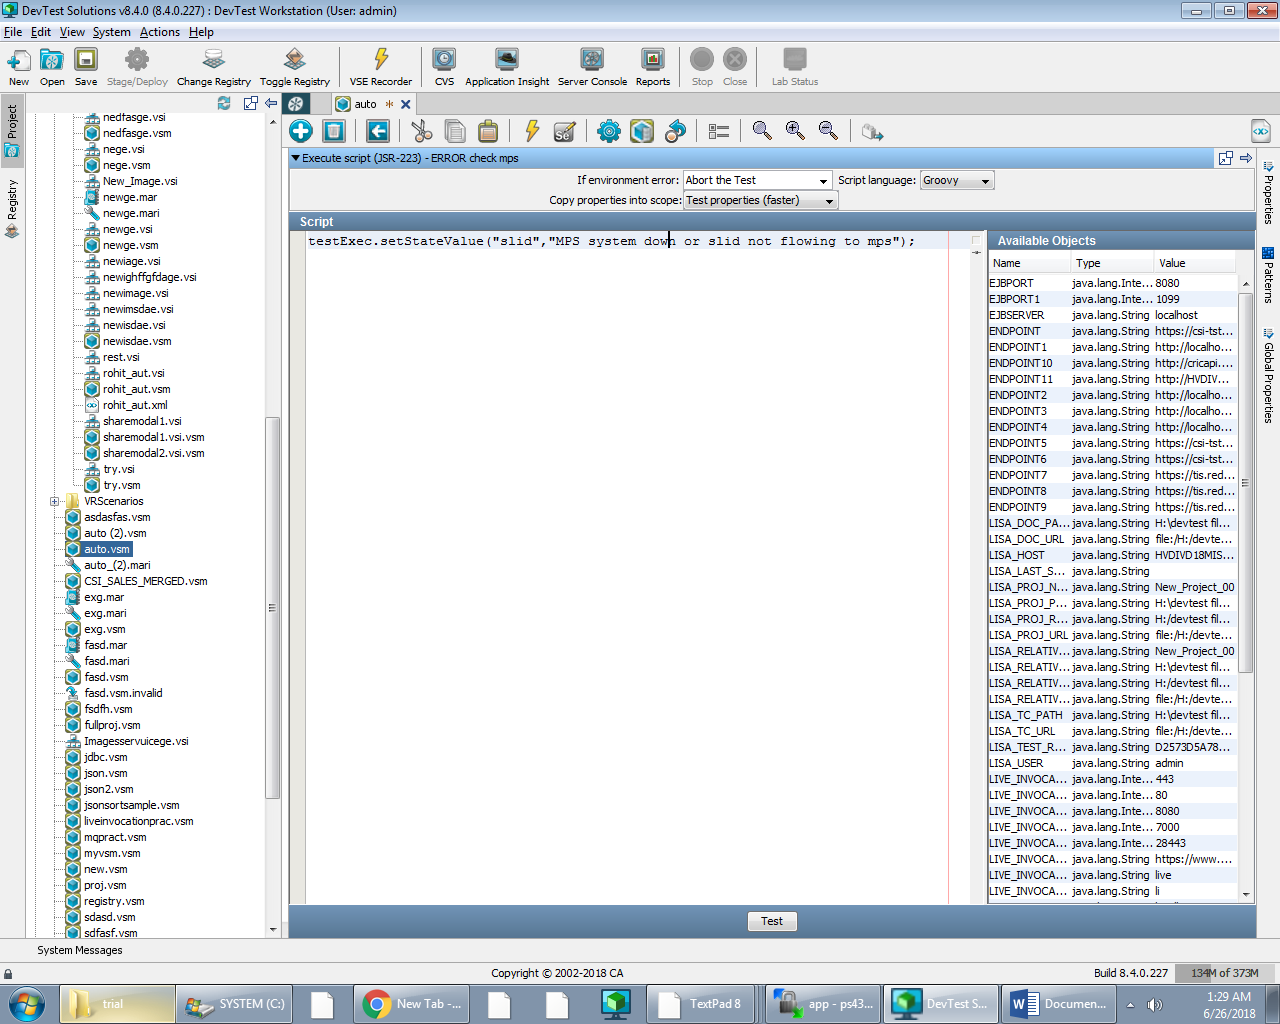 DevTest Solutions v8.4.0 (8.4.0.227) : DevTest Workstation (User: admin)
File Edit View System Actions Help
New Open Save Stage/Deploy Change Registry Toggle Registry VSE Recorder CVS Application Insight Server Console Reports Stop Close Lab Status
Project
Registry
nedfasge.vsi
nedfasge.vsm
nege.vsi
nege.vsm
New_Image.vsi
newge.mar
newge.mari
newge.vsi
newge.vsm
newiage.vsi
newighffgfdage.vsi
newimage.vsi
newimsdae.vsi
newisdae.vsi
newisdae.vsm
rest.vsi
rohit_aut.vsi
rohit_aut.vsm
rohit_aut.xml
sharemodal1.vsi
sharemodal1.vsi.vsm
sharemodal2.vsi.vsm
try.vsi
try.vsm
VRScenarios
asdasfas.vsm
auto (2).vsm
auto.vsm
auto_(2).mari
CSI_SALES_MERGED.vsm
exg.mar
exg.mari
exg.vsm
fasd.mar
fasd.mari
fasd.vsm
fasd.vsm.invalid
fsdfh.vsm
fullproj.vsm
Imagesservuicege.vsi
jdbc.vsm
json.vsm
json2.vsm
jsonsortsample.vsm
liveinvocationprac.vsm
mqpract.vsm
myvsm.vsm
new.vsm
proj.vsm
registry.vsm
sdasd.vsm
sdfasf.vsm
auto
Execute script (JSR-223) - ERROR check mps
If environment error: Abort the Test Script language: Groovy
Copy properties into scope: Test properties (faster)
Script
testExec.setStateValue("slid","MPS system down or slid not flowing to mps");
Available Objects
Name Type Value
EJBPORT java.lang.Inte... 8080
EJBPORT1 java.lang.Inte... 1099
EJBSERVER java.lang.String localhost
ENDPOINT java.lang.String https://csi-tst...
ENDPOINT1 java.lang.String http://localho...
ENDPOINT10 java.lang.String http://cricapi....
ENDPOINT11 java.lang.String http://HVDIV...
ENDPOINT2 java.lang.String http://localho...
ENDPOINT3 java.lang.String http://localho...
ENDPOINT4 java.lang.String http://localho...
ENDPOINT5 java.lang.String https://csi-tst...
ENDPOINT6 java.lang.String https://csi-tst...
ENDPOINT7 java.lang.String https://tis.red...
ENDPOINT8 java.lang.String https://tis.red...
ENDPOINT9 java.lang.String https://tis.red...
LISA_DOC_PA... java.lang.String H:\devtest fil...
LISA_DOC_URL java.lang.String file:/H:/devte...
LISA_HOST java.lang.String HVDIVD18MIS...
LISA_LAST_S... java.lang.String
LISA_PROJ_N... java.lang.String New_Project_00
LISA_PROJ_P... java.lang.String H:\devtest fil...
LISA_PROJ_R... java.lang.String H:/devtest fil...
LISA_PROJ_URL java.lang.String file:/H:/devte...
LISA_RELATIV... java.lang.String New_Project_00
LISA_RELATIV... java.lang.String H:\devtest fil...
LISA_RELATIV... java.lang.String H:/devtest fil...
LISA_RELATIV... java.lang.String file:/H:/devte...
LISA_TC_PATH java.lang.String H:\devtest fil...
LISA_TC_URL java.lang.String file:/H:/devte...
LISA_TEST_R... java.lang.String D2573D5A78...
LISA_USER java.lang.String admin
LIVE_INVOCA... java.lang.Inte... 443
LIVE_INVOCA... java.lang.Inte... 80
LIVE_INVOCA... java.lang.Inte... 8080
LIVE_INVOCA... java.lang.Inte... 7000
LIVE_INVOCA... java.lang.Inte... 28443
LIVE_INVOCA... java.lang.String https://www....
LIVE_INVOCA... java.lang.String live
LIVE_INVOCA... java.lang.String li
Properties
Patterns
Global Properties
Test
System Messages
Copyright © 2002-2018 CA
Build 8.4.0.227 134M of 373M
trial SYSTEM (C:) New Tab -... TextPad 8 app - ps43... DevTest S... Documen...
1:29 AM
6/26/2018